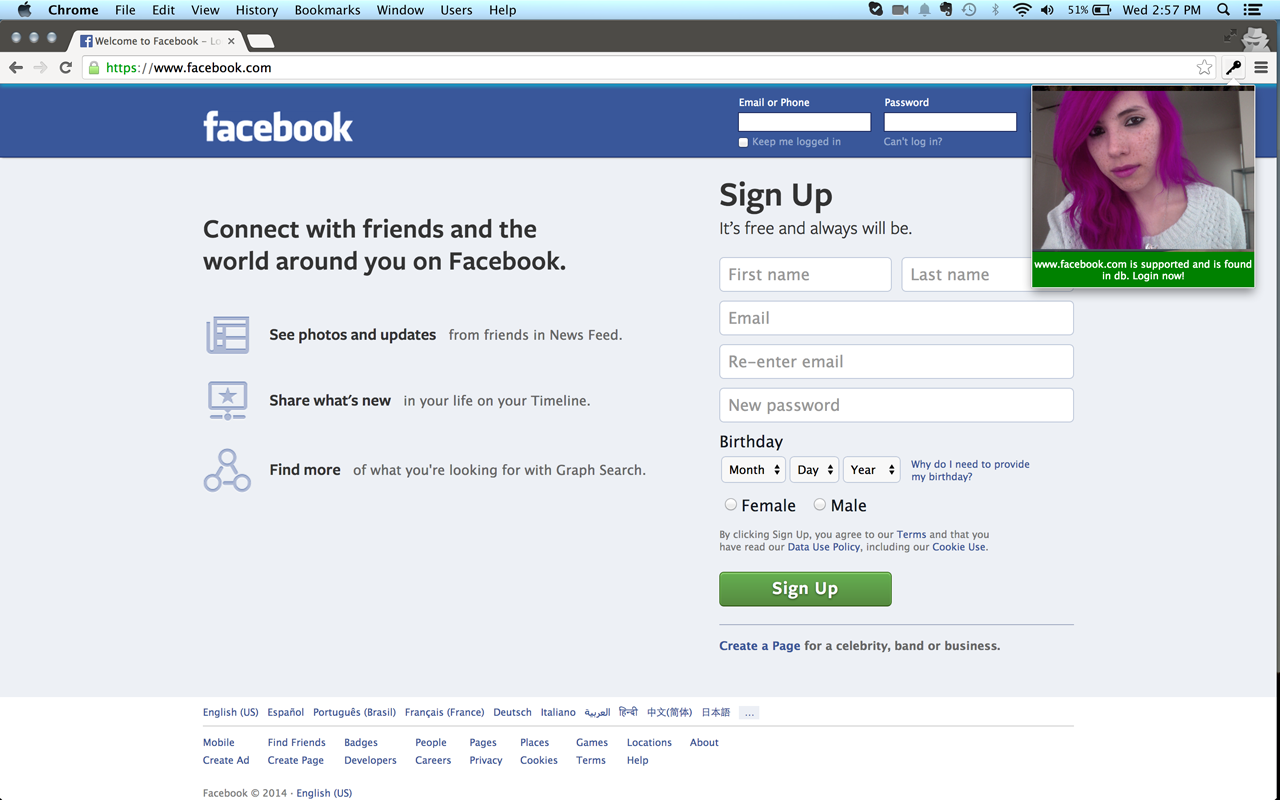 Chrome File Edit View History Bookmarks Window Users Help 51% Wed 2:57 PM
Welcome to Facebook – Lo
https://www.facebook.com
facebook
Email or Phone Password
Keep me logged in Can't log in?
www.facebook.com is supported and is found
in db. Login now!
Connect with friends and the
world around you on Facebook.
See photos and updates from friends in News Feed.
Share what's new in your life on your Timeline.
Find more of what you're looking for with Graph Search.
Sign Up
It's free and always will be.
First name Last name
Email
Re-enter email
New password
Birthday
Month Day Year
Why do I need to provide
my birthday?
Female Male
By clicking Sign Up, you agree to our Terms and that you
have read our Data Use Policy, including our Cookie Use.
Sign Up
Create a Page for a celebrity, band or business.
English (US) Español Português (Brasil) Français (France) Deutsch Italiano العربية हिन्दी 中文(简体) 日本語 ...
Mobile Find Friends Badges People Pages Places Games Locations About
Create Ad Create Page Developers Careers Privacy Cookies Terms Help
Facebook © 2014 · English (US)